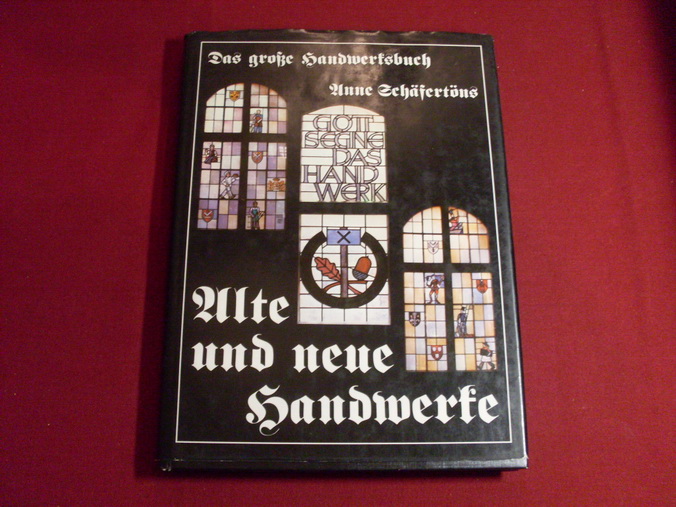 Das große Handwerksbuch
Anne Schäfertöns
GOTT
SEGNE
DAS
HAND
WERK
Alte
und neue
Handwerke